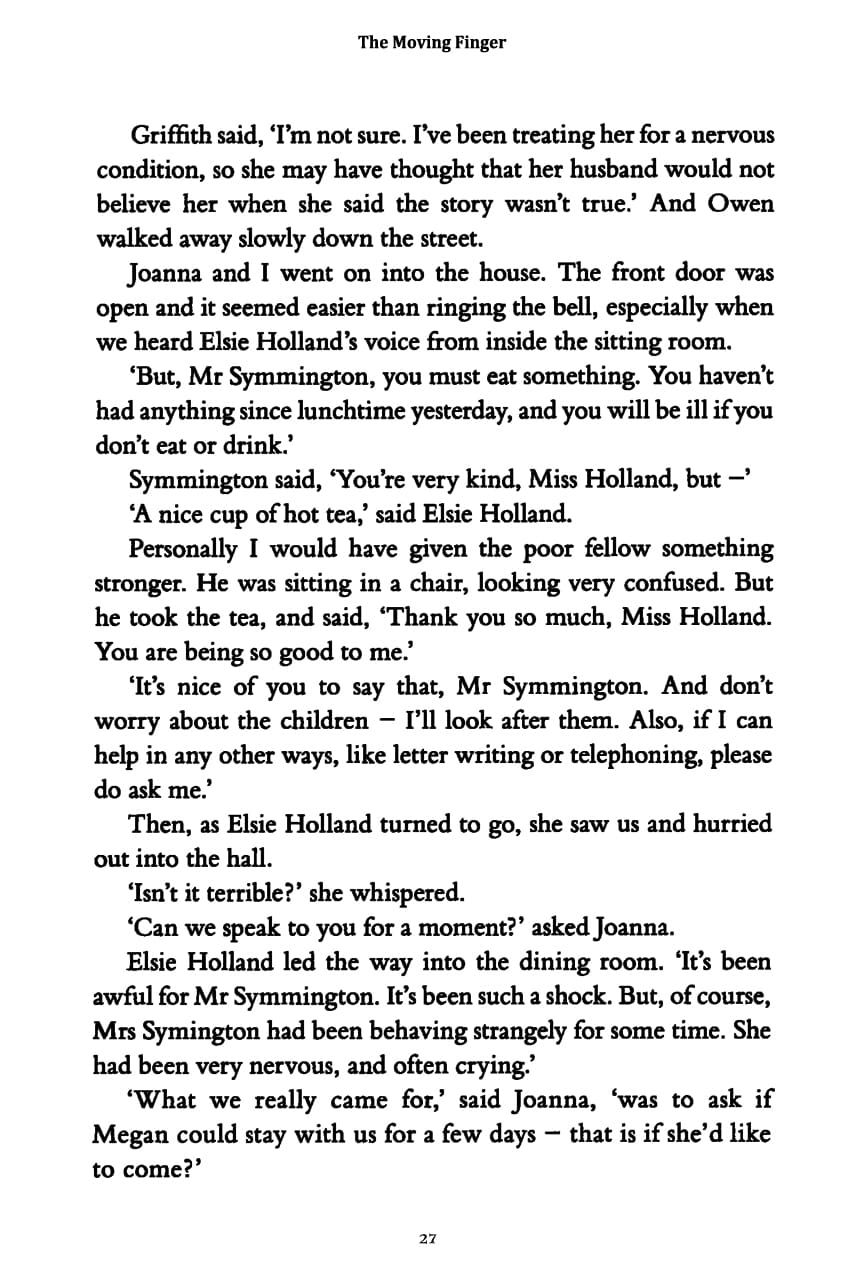 The Moving Finger
Griffith said, ‘I’m not sure. I’ve been treating her for a nervous
condition, so she may have thought that her husband would not
believe her when she said the story wasn’t true.’ And Owen
walked away slowly down the street.
Joanna and I went on into the house. The front door was
open and it seemed easier than ringing the bell, especially when
we heard Elsie Holland’s voice from inside the sitting room.
‘But, Mr Symmington, you must eat something. You haven’t
had anything since lunchtime yesterday, and you will be ill if you
don’t eat or drink.’
Symmington said, ‘You’re very kind, Miss Holland, but –’
‘A nice cup of hot tea,’ said Elsie Holland.
Personally I would have given the poor fellow something
stronger. He was sitting in a chair, looking very confused. But
he took the tea, and said, ‘Thank you so much, Miss Holland.
You are being so good to me.’
‘It’s nice of you to say that, Mr Symmington. And don’t
worry about the children – I’ll look after them. Also, if I can
help in any other ways, like letter writing or telephoning, please
do ask me.’
Then, as Elsie Holland turned to go, she saw us and hurried
out into the hall.
‘Isn’t it terrible?’ she whispered.
‘Can we speak to you for a moment?’ asked Joanna.
Elsie Holland led the way into the dining room. ‘It’s been
awful for Mr Symmington. It’s been such a shock. But, of course,
Mrs Symington had been behaving strangely for some time. She
had been very nervous, and often crying.’
‘What we really came for,’ said Joanna, ‘was to ask if
Megan could stay with us for a few days – that is if she’d like
to come?’
27